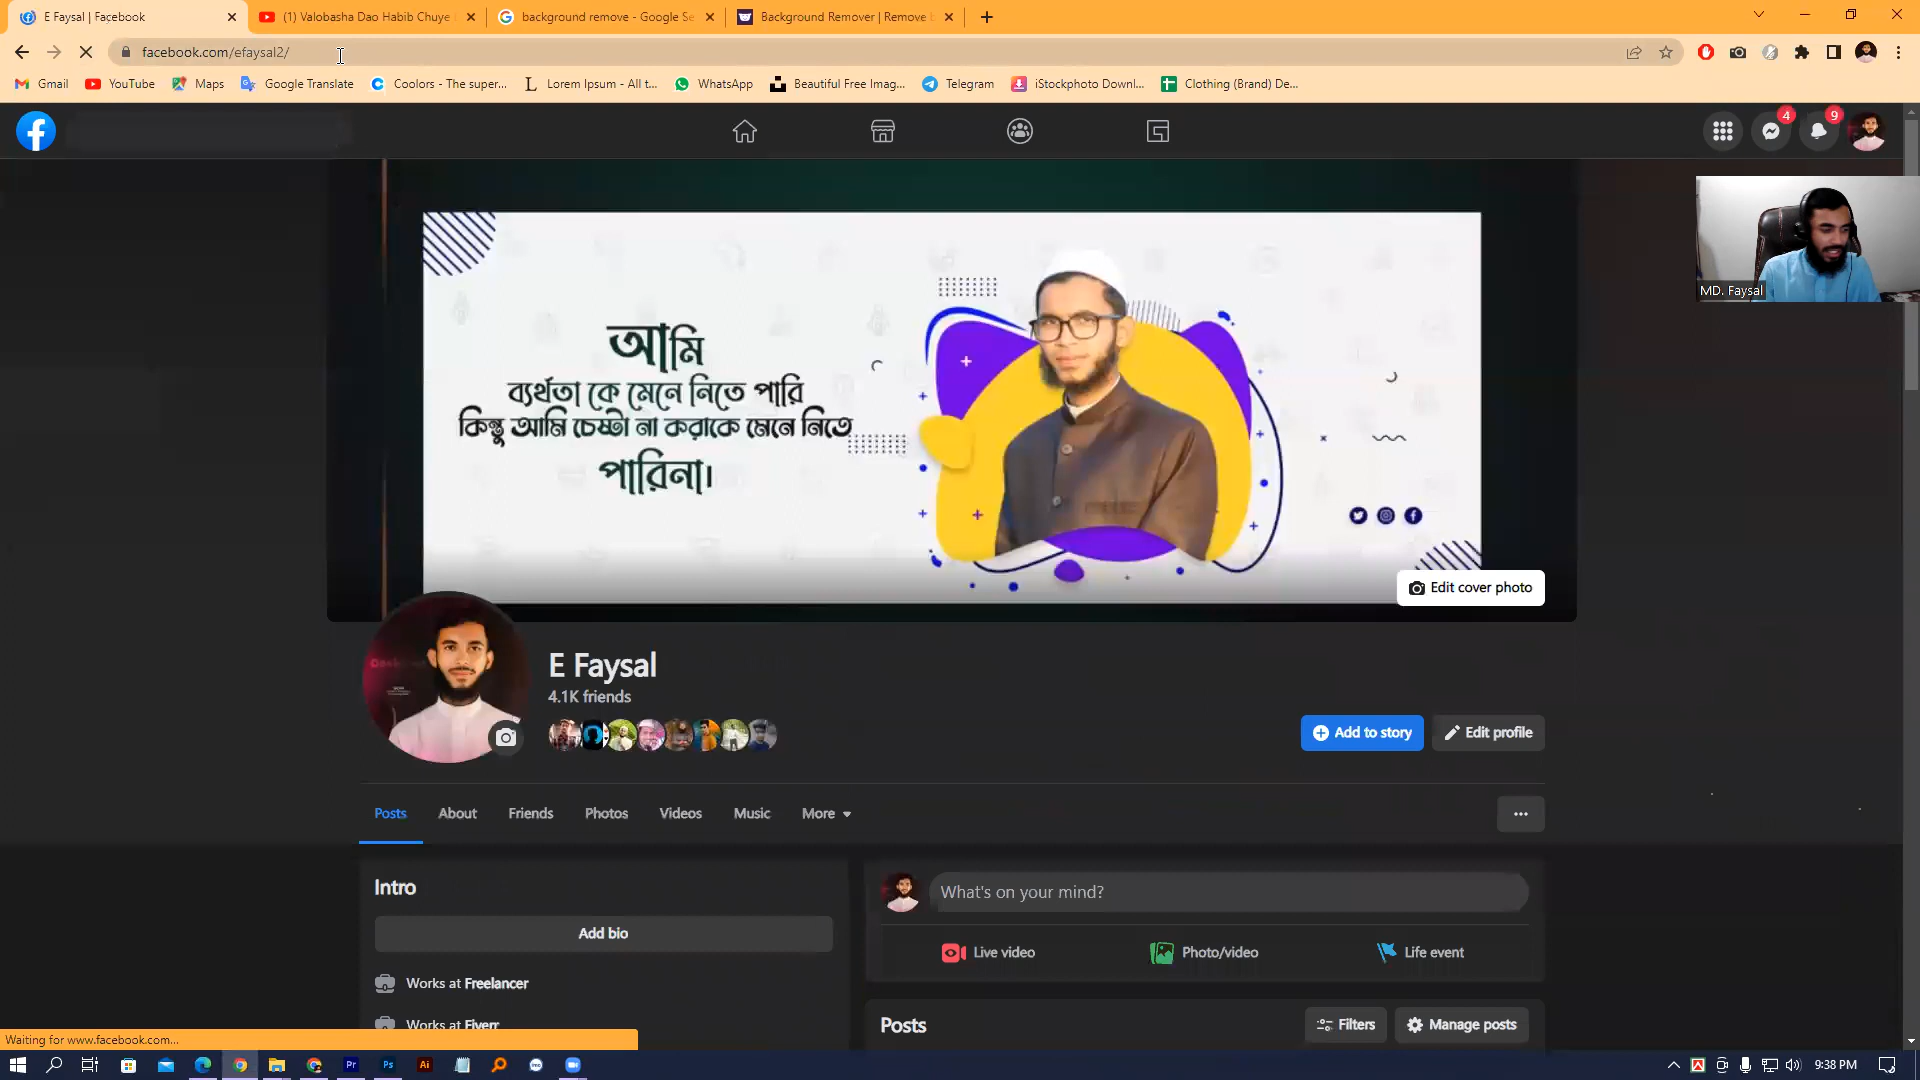 E Faysal | Facebook
(1) Valobasha Dao Habib Chuye
background remove - Google Se
Background Remover | Remove b
facebook.com/efaysal2/
Gmail
YouTube
Maps
Google Translate
Coolors - The super...
Lorem Ipsum - All t...
WhatsApp
Beautiful Free Imag...
Telegram
iStockphoto Downl...
Clothing (Brand) De...
4
9
MD. Faysal
আমি
ব্যর্থতা কে মেনে নিতে পারি
কিন্তু আমি চেষ্টা না করাকে মেনে নিতে
পারিনা।
Edit cover photo
E Faysal
4.1K friends
Add to story
Edit profile
Posts
About
Friends
Photos
Videos
Music
More
Intro
What's on your mind?
Add bio
Live video
Photo/video
Life event
Works at Freelancer
Works at Fiverr
Posts
Filters
Manage posts
Waiting for www.facebook.com...
Pr
Ps
Ai
9:38 PM